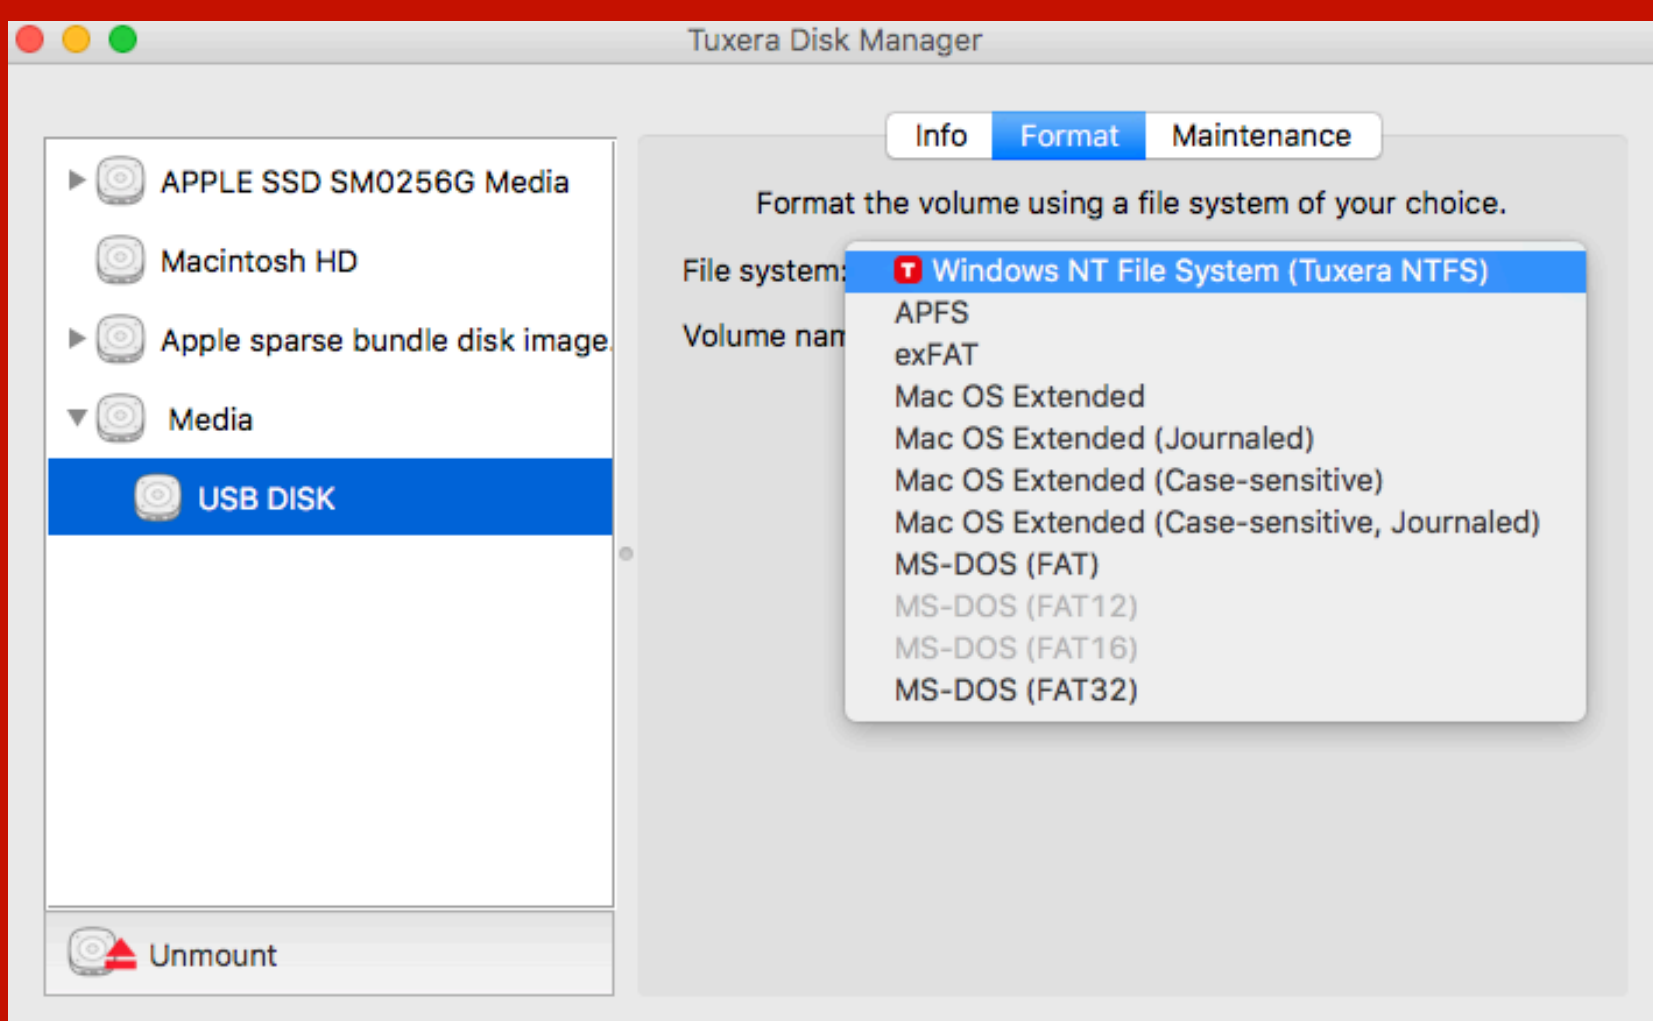 Tuxera Disk Manager
Info Format Maintenance
APPLE SSD SM0256G Media
Macintosh HD
Apple sparse bundle disk image.
Media
USB DISK
Unmount
Format the volume using a file system of your choice.
File system:
T Windows NT File System (Tuxera NTFS)
Volume nam
APFS
exFAT
Mac OS Extended
Mac OS Extended (Journaled)
Mac OS Extended (Case-sensitive)
Mac OS Extended (Case-sensitive, Journaled)
MS-DOS (FAT)
MS-DOS (FAT12)
MS-DOS (FAT16)
MS-DOS (FAT32)